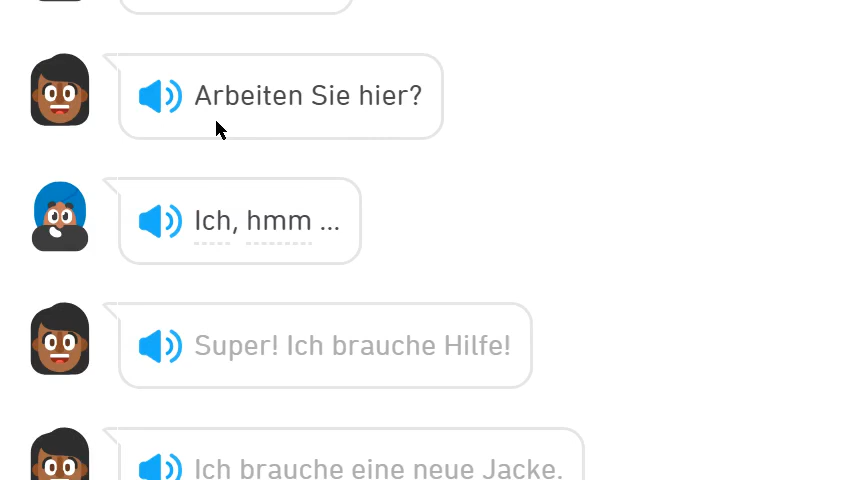 Arbeiten Sie hier?
Ich, hmm ...
Super! Ich brauche Hilfe!
Ich brauche eine neue Jacke.